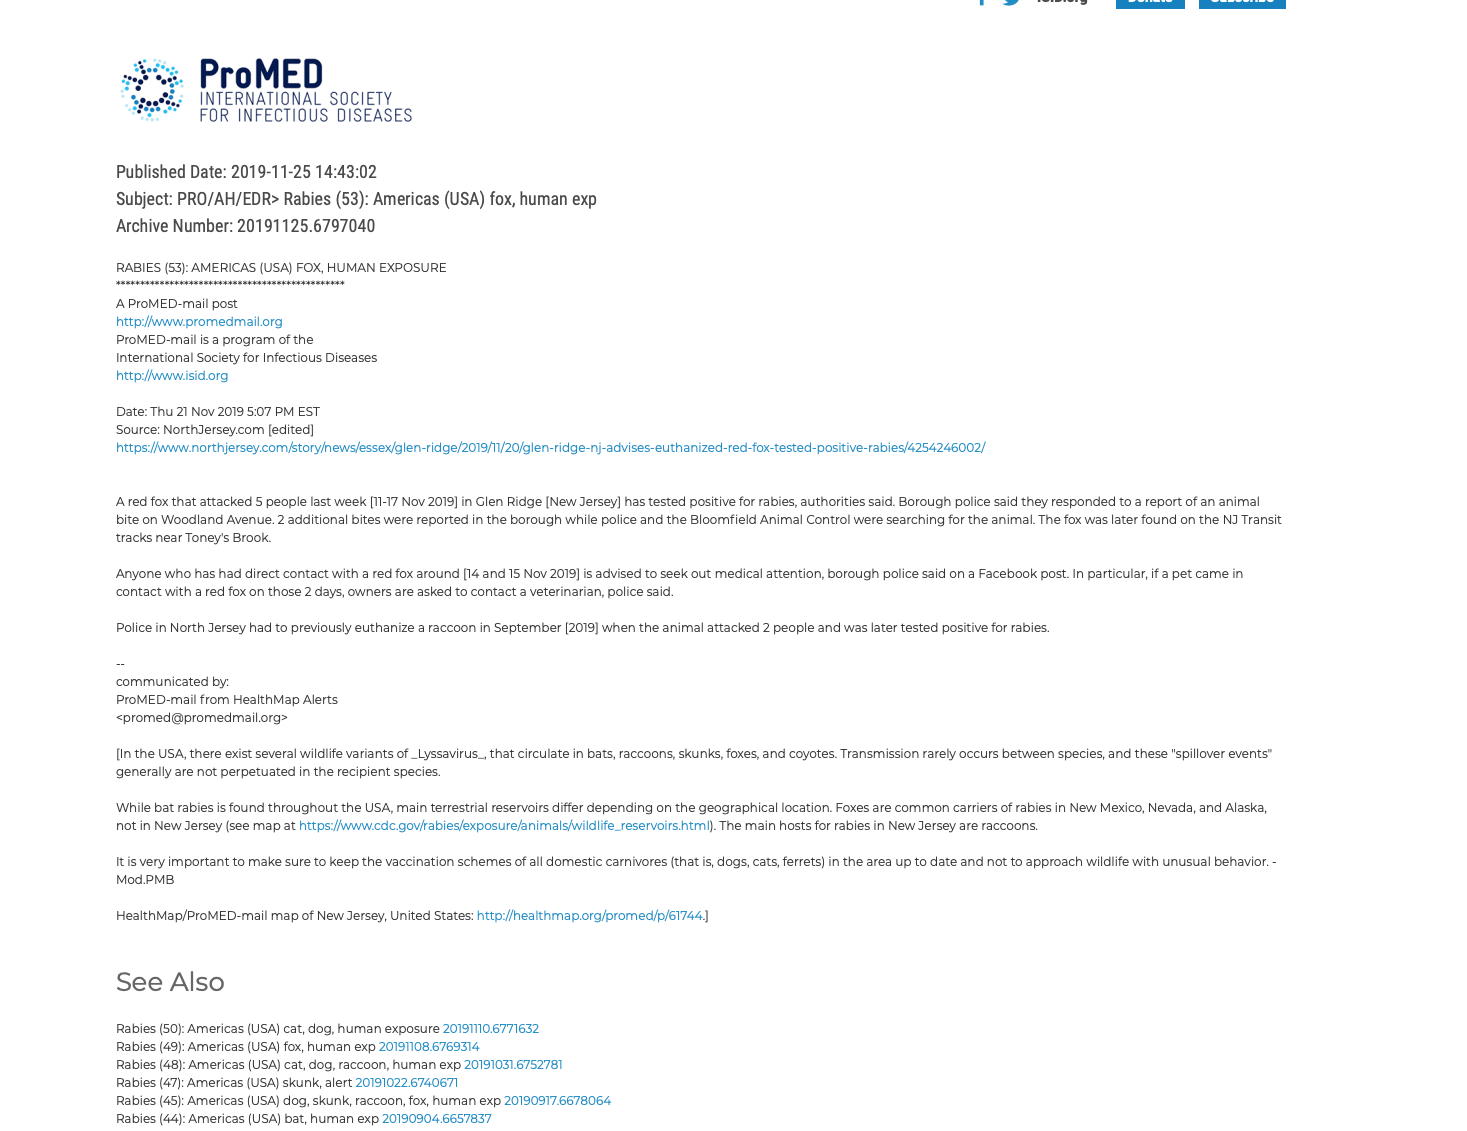 ISID.org Donate Subscribe
ProMED
INTERNATIONAL SOCIETY
FOR INFECTIOUS DISEASES
Published Date: 2019-11-25 14:43:02
Subject: PRO/AH/EDR> Rabies (53): Americas (USA) fox, human exp
Archive Number: 20191125.6797040
RABIES (53): AMERICAS (USA) FOX, HUMAN EXPOSURE
***********************************************
A ProMED-mail post
http://www.promedmail.org
ProMED-mail is a program of the
International Society for Infectious Diseases
http://www.isid.org
Date: Thu 21 Nov 2019 5:07 PM EST
Source: NorthJersey.com [edited]
https://www.northjersey.com/story/news/essex/glen-ridge/2019/11/20/glen-ridge-nj-advises-euthanized-red-fox-tested-positive-rabies/4254246002/
A red fox that attacked 5 people last week [11-17 Nov 2019] in Glen Ridge [New Jersey] has tested positive for rabies, authorities said. Borough police said they responded to a report of an animal
bite on Woodland Avenue. 2 additional bites were reported in the borough while police and the Bloomfield Animal Control were searching for the animal. The fox was later found on the NJ Transit
tracks near Toney's Brook.
Anyone who has had direct contact with a red fox around [14 and 15 Nov 2019] is advised to seek out medical attention, borough police said on a Facebook post. In particular, if a pet came in
contact with a red fox on those 2 days, owners are asked to contact a veterinarian, police said.
Police in North Jersey had to previously euthanize a raccoon in September [2019] when the animal attacked 2 people and was later tested positive for rabies.
--
communicated by:
ProMED-mail from HealthMap Alerts
<promed@promedmail.org>
[In the USA, there exist several wildlife variants of _Lyssavirus_, that circulate in bats, raccoons, skunks, foxes, and coyotes. Transmission rarely occurs between species, and these "spillover events"
generally are not perpetuated in the recipient species.
While bat rabies is found throughout the USA, main terrestrial reservoirs differ depending on the geographical location. Foxes are common carriers of rabies in New Mexico, Nevada, and Alaska,
not in New Jersey (see map at https://www.cdc.gov/rabies/exposure/animals/wildlife_reservoirs.html). The main hosts for rabies in New Jersey are raccoons.
It is very important to make sure to keep the vaccination schemes of all domestic carnivores (that is, dogs, cats, ferrets) in the area up to date and not to approach wildlife with unusual behavior. -
Mod.PMB
HealthMap/ProMED-mail map of New Jersey, United States: http://healthmap.org/promed/p/61744.]
See Also
Rabies (50): Americas (USA) cat, dog, human exposure 20191110.6771632
Rabies (49): Americas (USA) fox, human exp 20191108.6769314
Rabies (48): Americas (USA) cat, dog, raccoon, human exp 20191031.6752781
Rabies (47): Americas (USA) skunk, alert 20191022.6740671
Rabies (45): Americas (USA) dog, skunk, raccoon, fox, human exp 20190917.6678064
Rabies (44): Americas (USA) bat, human exp 20190904.6657837